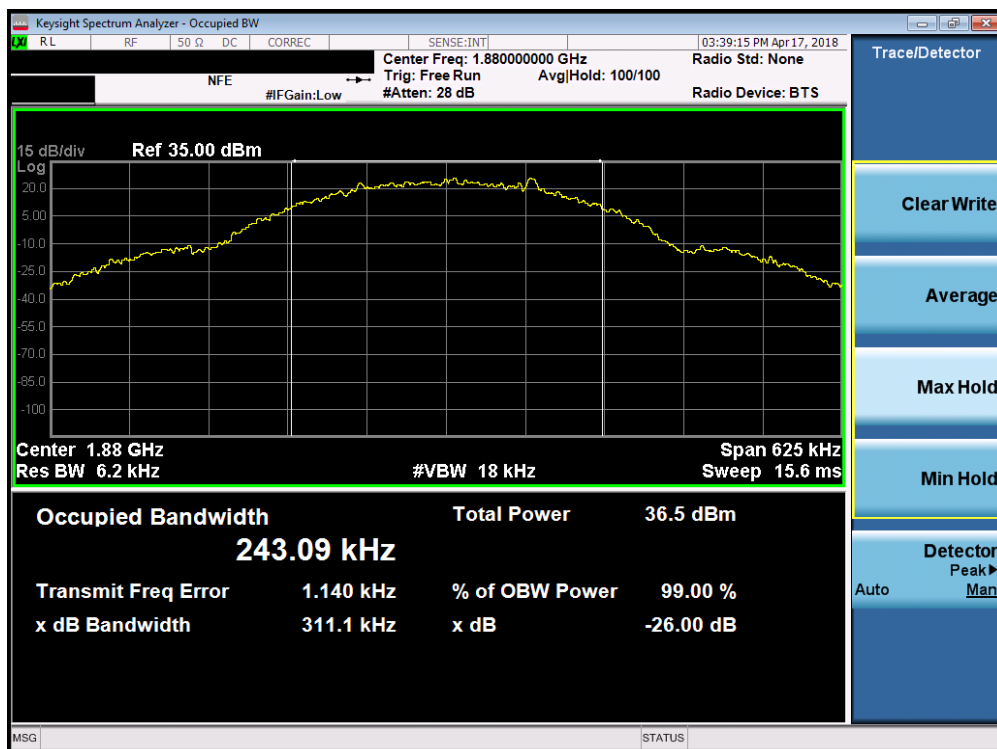 Keysight Spectrum Analyzer - Occupied BW
LXI RL RF 50 Ω DC CORREC SENSE:INT 03:39:15 PM Apr 17, 2018
Center Freq: 1.880000000 GHz Radio Std: None
NFE Trig: Free Run Avg|Hold: 100/100
#IFGain:Low #Atten: 28 dB Radio Device: BTS
Trace/Detector
15 dB/div Ref 35.00 dBm
Log
20.0
5.00
-10.0
-25.0
-40.0
-55.0
-70.0
-85.0
-100
Center 1.88 GHz Span 625 kHz
Res BW 6.2 kHz #VBW 18 kHz Sweep 15.6 ms
Occupied Bandwidth Total Power 36.5 dBm
243.09 kHz
Transmit Freq Error 1.140 kHz % of OBW Power 99.00 %
x dB Bandwidth 311.1 kHz x dB -26.00 dB
Clear Write
Average
Max Hold
Min Hold
Detector
Peak▶
Auto Man
MSG STATUS